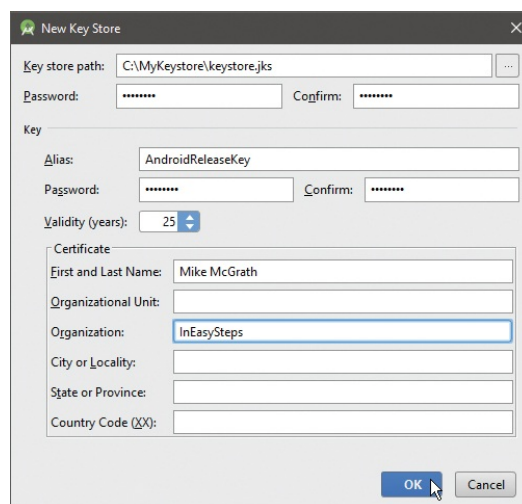 New Key Store
Key store path: C:\MyKeystore\keystore.jks ...
Password: •••••••• Confirm: ••••••••
Key
Alias: AndroidReleaseKey
Password: •••••••• Confirm: ••••••••
Validity (years): 25
Certificate
First and Last Name: Mike McGrath
Organizational Unit:
Organization: InEasySteps
City or Locality:
State or Province:
Country Code (XX):
OK Cancel